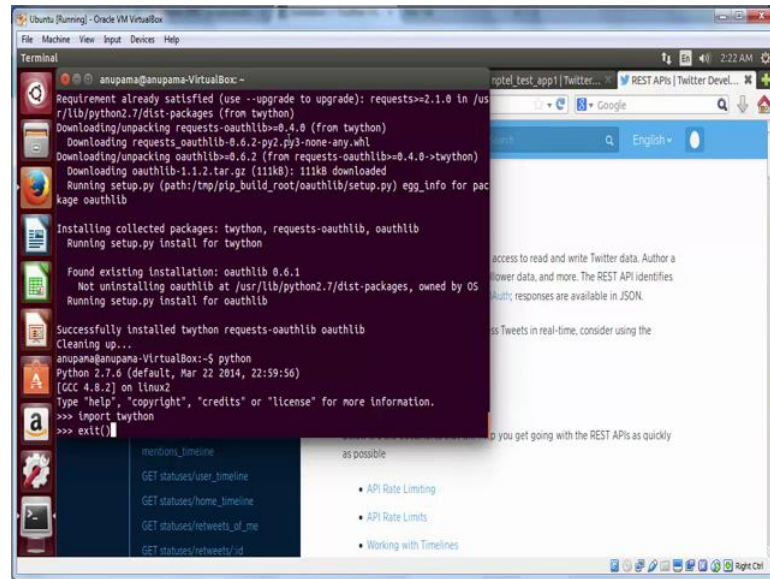 Ubuntu [Running] - Oracle VM VirtualBox
File Machine View Input Devices Help
Terminal
En
2:22 AM
anupama@anupama-VirtualBox: ~
Requirement already satisfied (use --upgrade to upgrade): requests>=2.1.0 in /us
r/lib/python2.7/dist-packages (from twython)
Downloading/unpacking requests-oauthlib>=0.4.0 (from twython)
Downloading requests_oauthlib-0.6.2-py2.py3-none-any.whl
Downloading/unpacking oauthlib>=0.6.2 (from requests-oauthlib>=0.4.0->twython)
Downloading oauthlib-1.1.2.tar.gz (111kB): 111kB downloaded
Running setup.py (path:/tmp/pip_build_root/oauthlib/setup.py) egg_info for pac
kage oauthlib
Installing collected packages: twython, requests-oauthlib, oauthlib
Running setup.py install for twython
Found existing installation: oauthlib 0.6.1
Not uninstalling oauthlib at /usr/lib/python2.7/dist-packages, owned by OS
Running setup.py install for oauthlib
Successfully installed twython requests-oauthlib oauthlib
Cleaning up...
anupama@anupama-VirtualBox:~$ python
Python 2.7.6 (default, Mar 22 2014, 22:59:56)
[GCC 4.8.2] on linux2
Type "help", "copyright", "credits" or "license" for more information.
>>> import twython
>>> exit()
nptel_test_app1 | Twitter...
REST APIs | Twitter Devel...
Google
English
access to read and write Twitter data. Author a
llower data, and more. The REST API identifies
Auth; responses are available in JSON.
ss Tweets in real-time, consider using the
p you get going with the REST APIs as quickly
as possible
• API Rate Limiting
• API Rate Limits
• Working with Timelines
mentions_timeline
GET statuses/user_timeline
GET statuses/home_timeline
GET statuses/retweets_of_me
GET statuses/retweets/:id
Right Ctrl